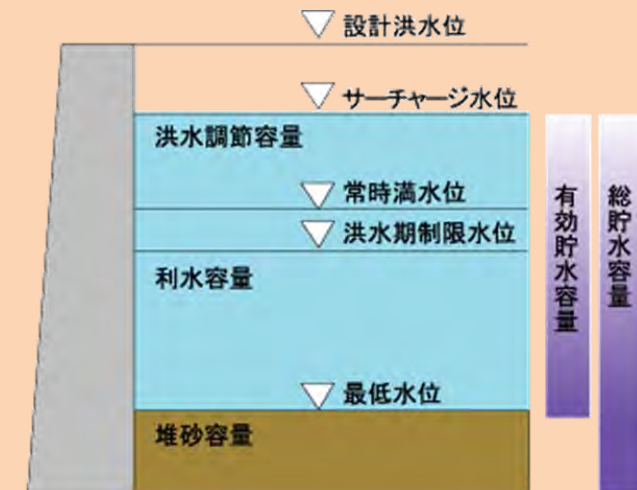 設計洪水位
サーチャージ水位
洪水調節容量
常時満水位
洪水期制限水位
利水容量
最低水位
堆砂容量
有効貯水容量
総貯水容量